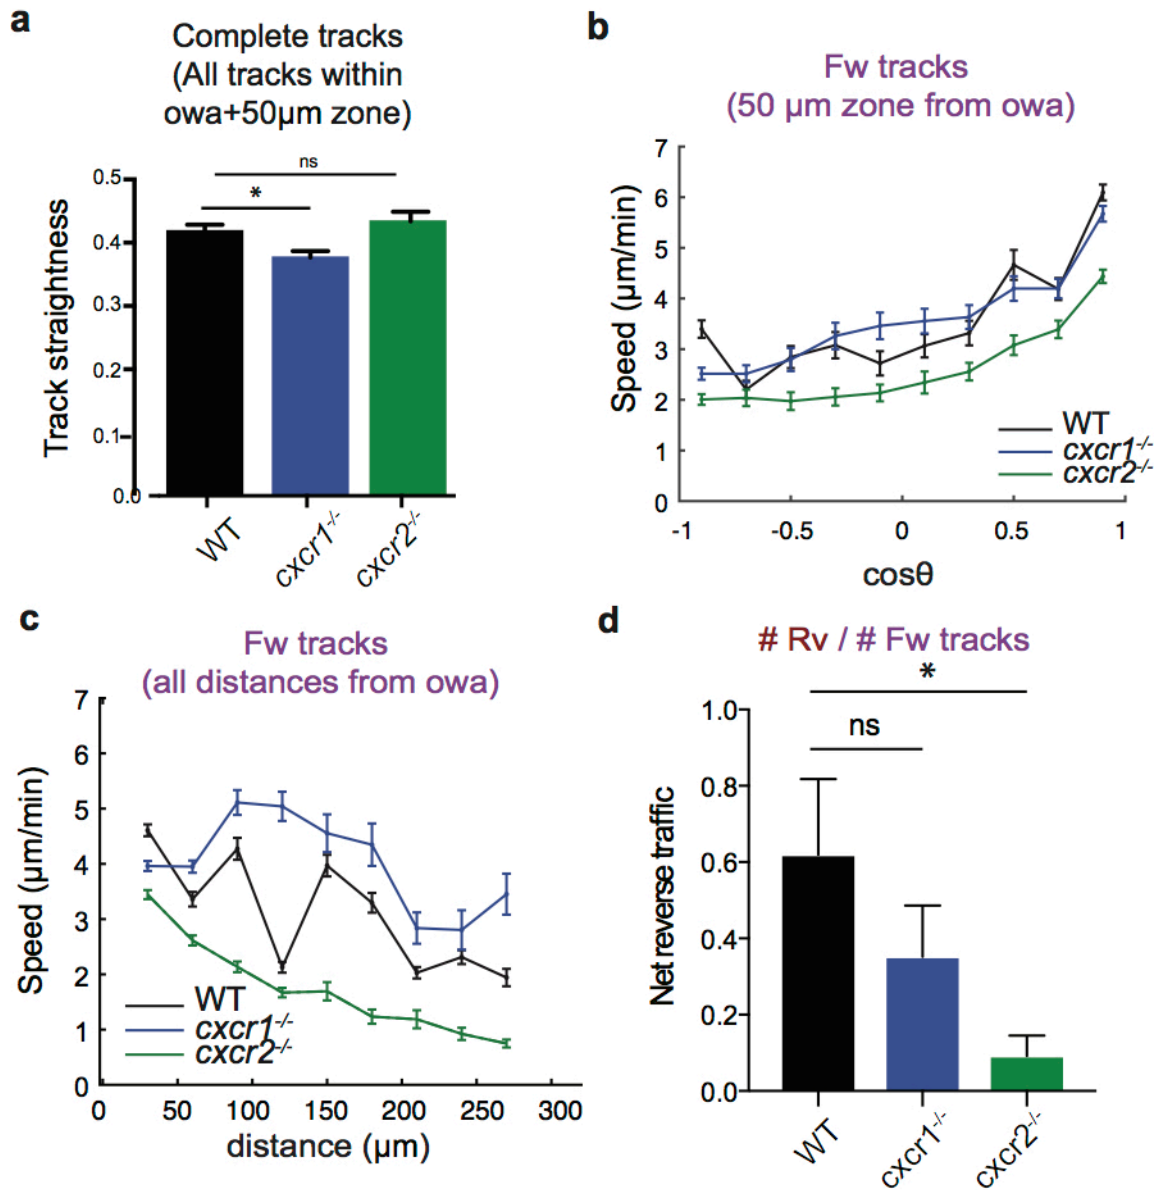 a
Complete tracks
(All tracks within
owa+50µm zone)
ns
*
0.5
0.4
0.3
0.2
0.1
0.0
Track straightness
WT
cxcr1-/-
cxcr2-/-
b
Fw tracks
(50 µm zone from owa)
7
6
5
4
3
2
1
0
Speed (µm/min)
WT
cxcr1-/-
cxcr2-/-
-1
-0.5
0
0.5
1
cosθ
c
Fw tracks
(all distances from owa)
7
6
5
4
3
2
1
0
Speed (µm/min)
WT
cxcr1-/-
cxcr2-/-
0
50
100
150
200
250
300
distance (µm)
d
# Rv / # Fw tracks
*
ns
1.0
0.8
0.6
0.4
0.2
0.0
Net reverse traffic
WT
cxcr1-/-
cxcr2-/-